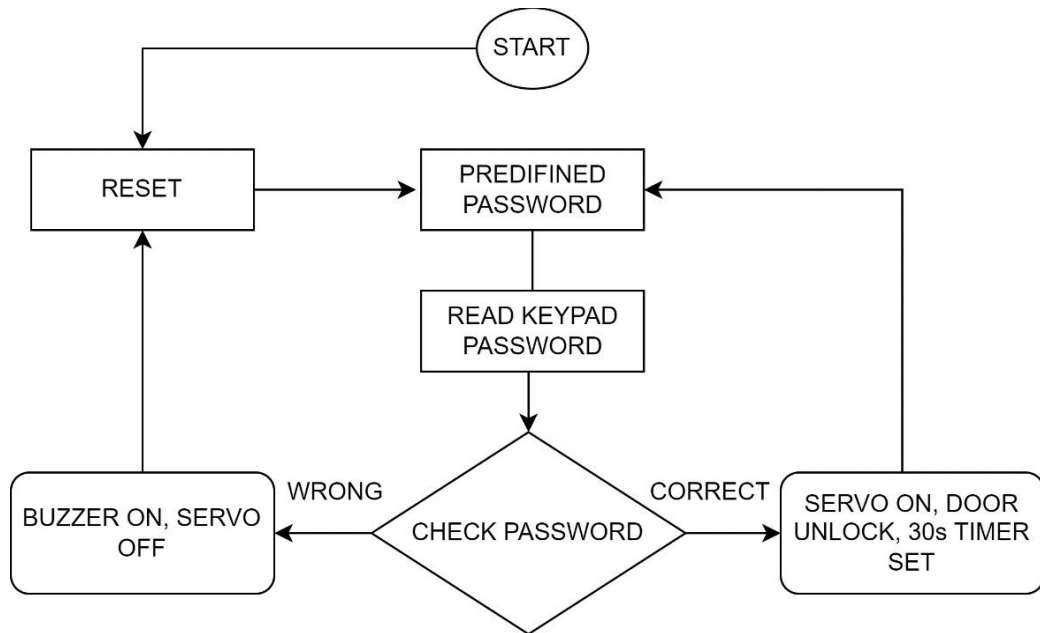 START
RESET
PREDIFINED
PASSWORD
READ KEYPAD
PASSWORD
WRONG
CORRECT
BUZZER ON, SERVO
OFF
CHECK PASSWORD
SERVO ON, DOOR
UNLOCK, 30s TIMER
SET